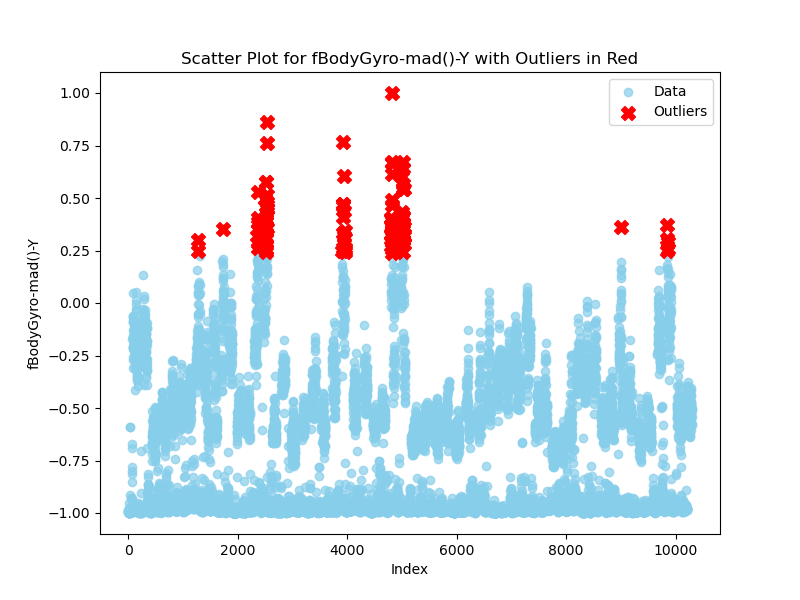 Scatter Plot for fBodyGyro-mad()-Y with Outliers in Red
Data
Outliers
fBodyGyro-mad()-Y
1.00
0.75
0.50
0.25
0.00
−0.25
−0.50
−0.75
−1.00
0 2000 4000 6000 8000 10000
Index